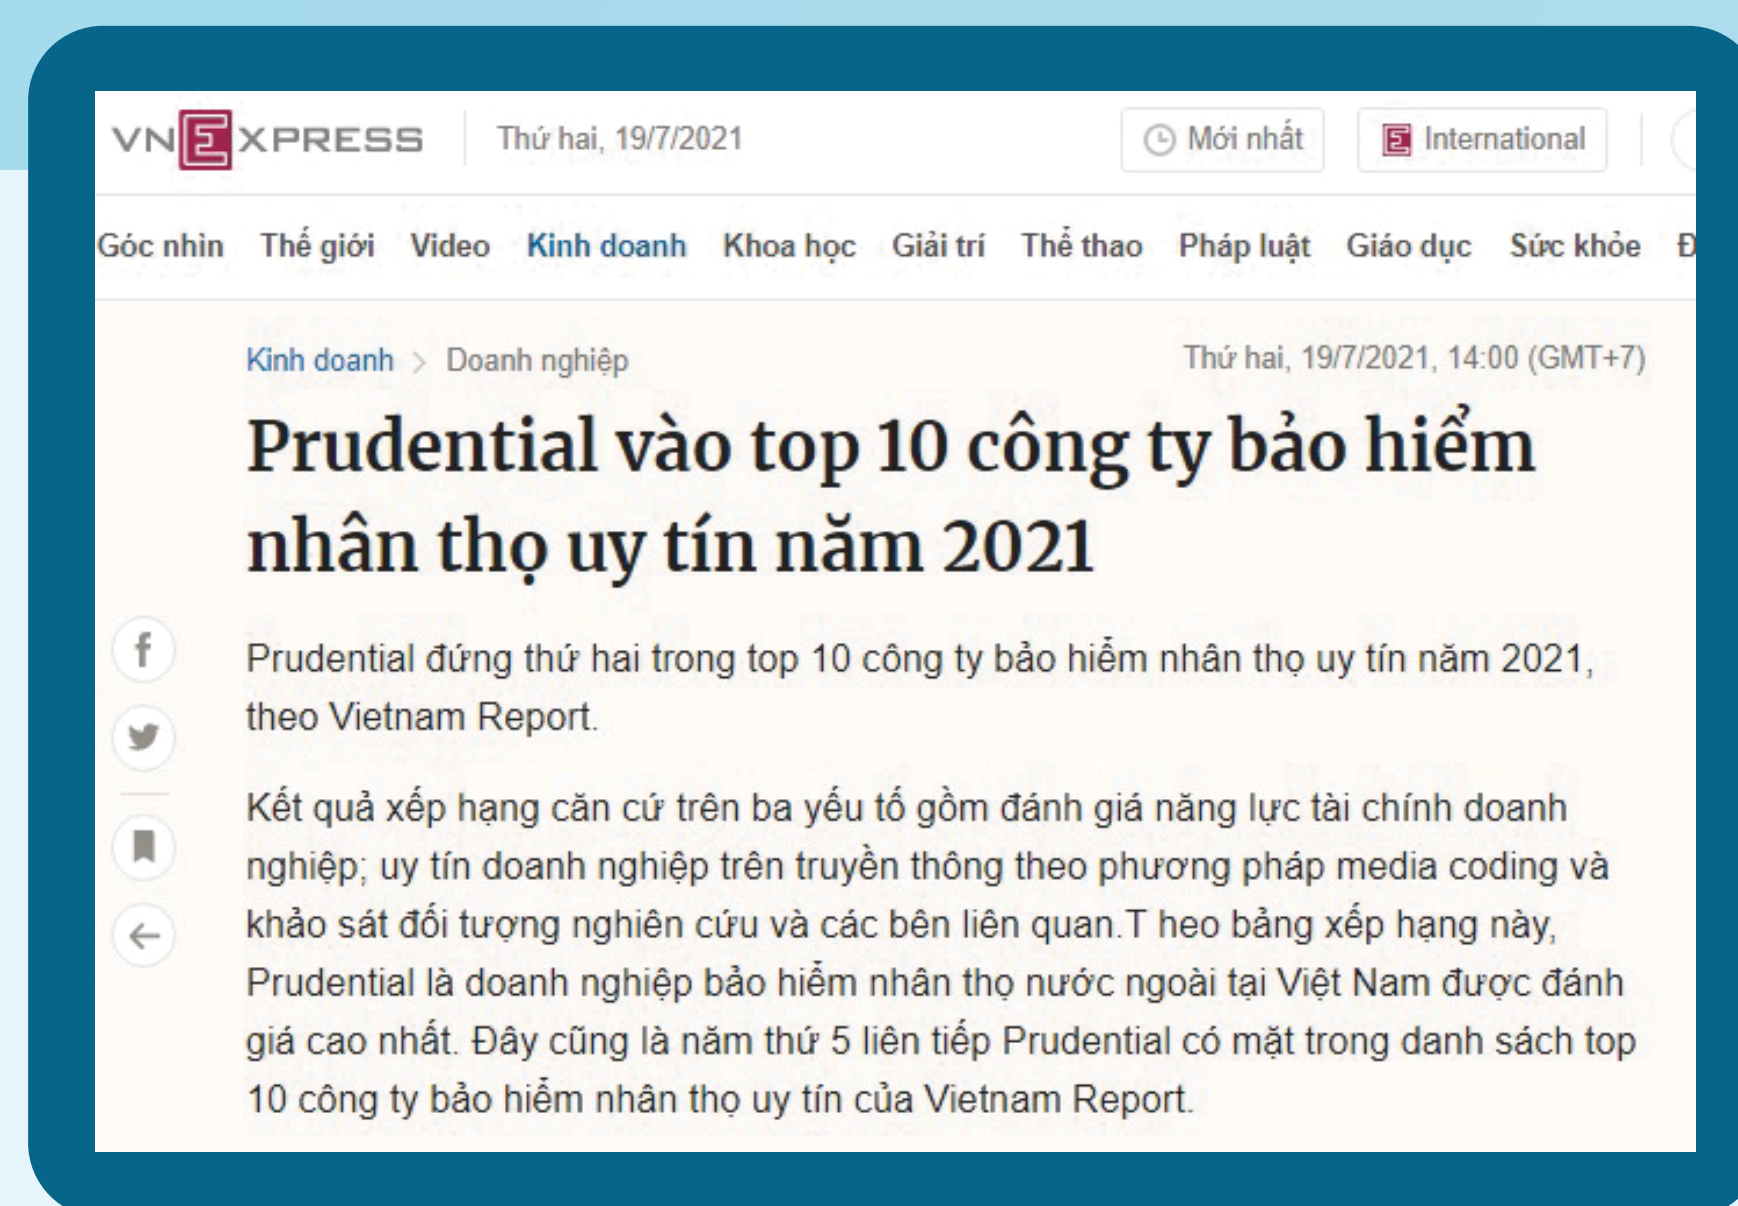 VNEXPRESS Thứ hai, 19/7/2021 Mới nhất International
Góc nhìn Thế giới Video Kinh doanh Khoa học Giải trí Thể thao Pháp luật Giáo dục Sức khỏe Đ
Kinh doanh > Doanh nghiệp Thứ hai, 19/7/2021, 14:00 (GMT+7)
Prudential vào top 10 công ty bảo hiểm
nhân thọ uy tín năm 2021
Prudential đứng thứ hai trong top 10 công ty bảo hiểm nhân thọ uy tín năm 2021,
theo Vietnam Report.
Kết quả xếp hạng căn cứ trên ba yếu tố gồm đánh giá năng lực tài chính doanh
nghiệp; uy tín doanh nghiệp trên truyền thông theo phương pháp media coding và
khảo sát đối tượng nghiên cứu và các bên liên quan.T heo bảng xếp hạng này,
Prudential là doanh nghiệp bảo hiểm nhân thọ nước ngoài tại Việt Nam được đánh
giá cao nhất. Đây cũng là năm thứ 5 liên tiếp Prudential có mặt trong danh sách top
10 công ty bảo hiểm nhân thọ uy tín của Vietnam Report.